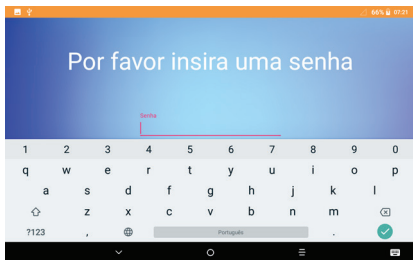 66% 07:21
Por favor insira uma senha
Senha
1 2 3 4 5 6 7 8 9 0
q w e r t y u i o p
a s d f g h j k l
z x c v b n m
?123 , Português .